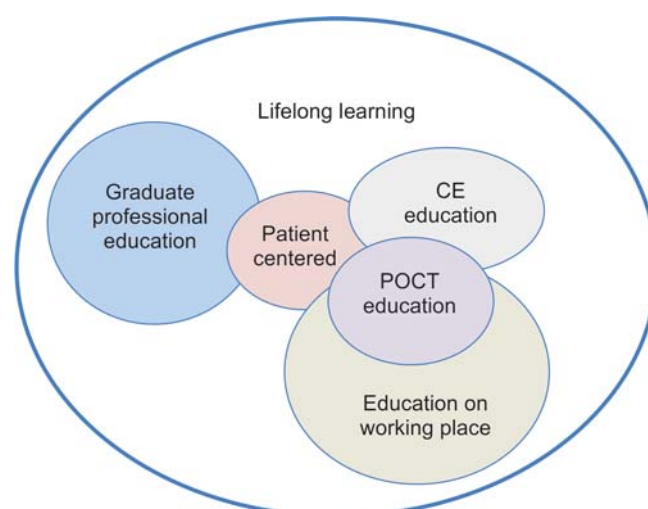 Lifelong learning
Graduate
professional
education
Patient
centered
CE
education
POCT
education
Education on
working place